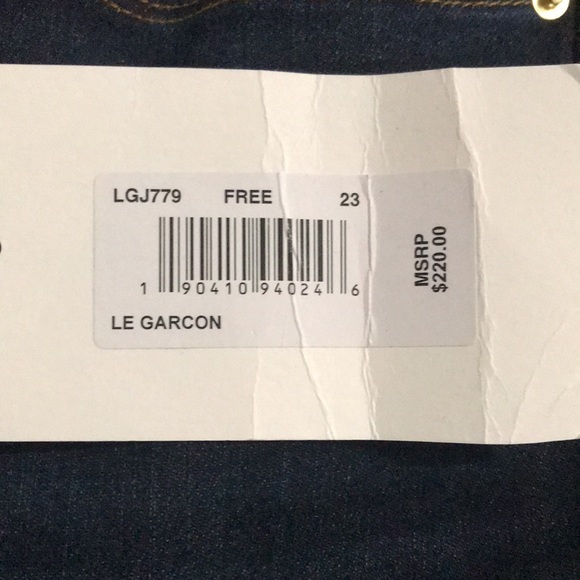 LGJ779 FREE 23
1 90410 94024 6
LE GARCON
MSRP
$220.00